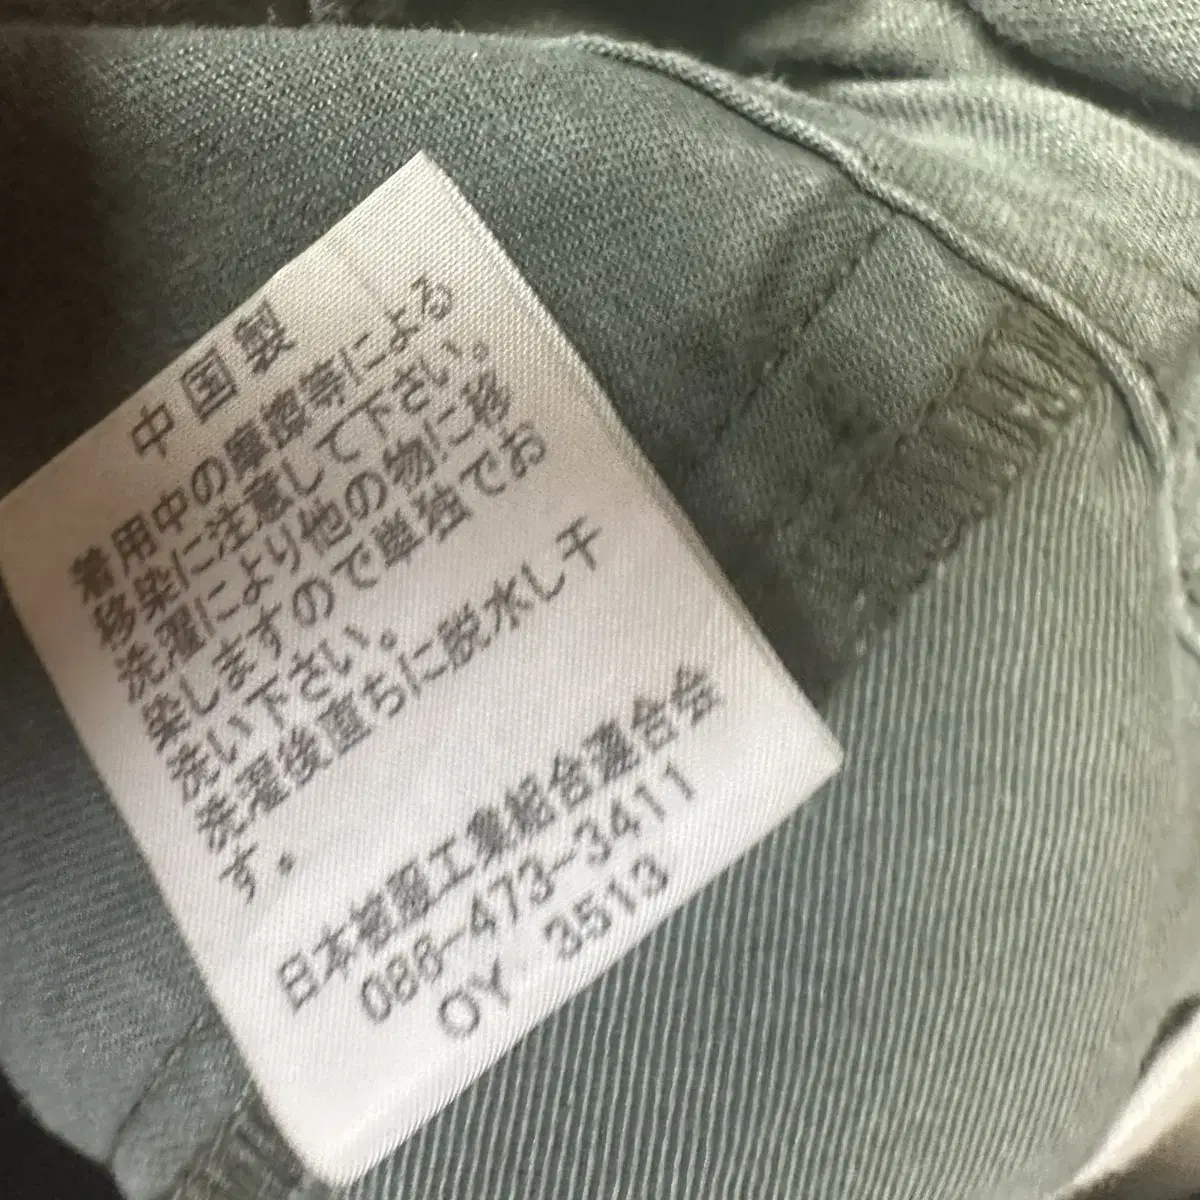 中国製
着用中の摩擦等による
移染に注意して下さい。
洗濯により他の物に移
染しますので単独でお
洗い下さい。
洗濯後直ちに脱水し干
す。
日本被服工業組合連合会
088-473-3411
OY 3513